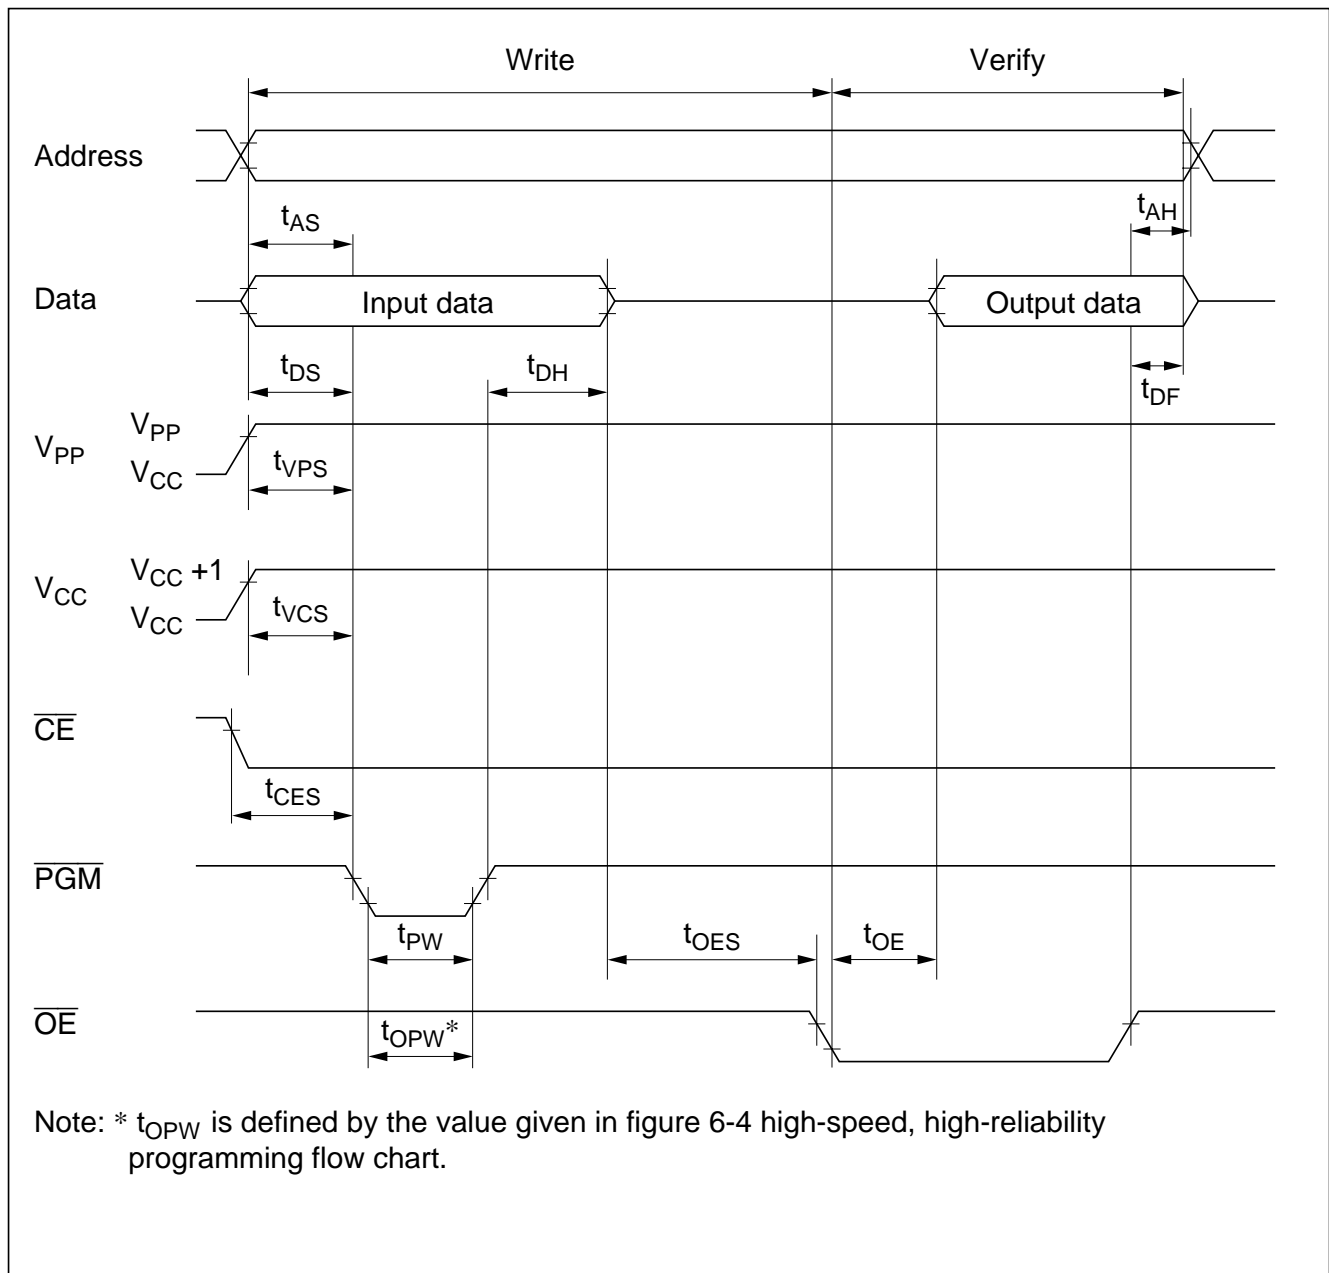 Write Verify
Address
tAS tAH
Data Input data Output data
tDS tDH tDF
VPP VPP
VCC tVPS
VCC VCC +1
VCC tVCS
CE
tCES
PGM
tPW tOES tOE
OE
tOPW*
Note: * tOPW is defined by the value given in figure 6-4 high-speed, high-reliability
programming flow chart.